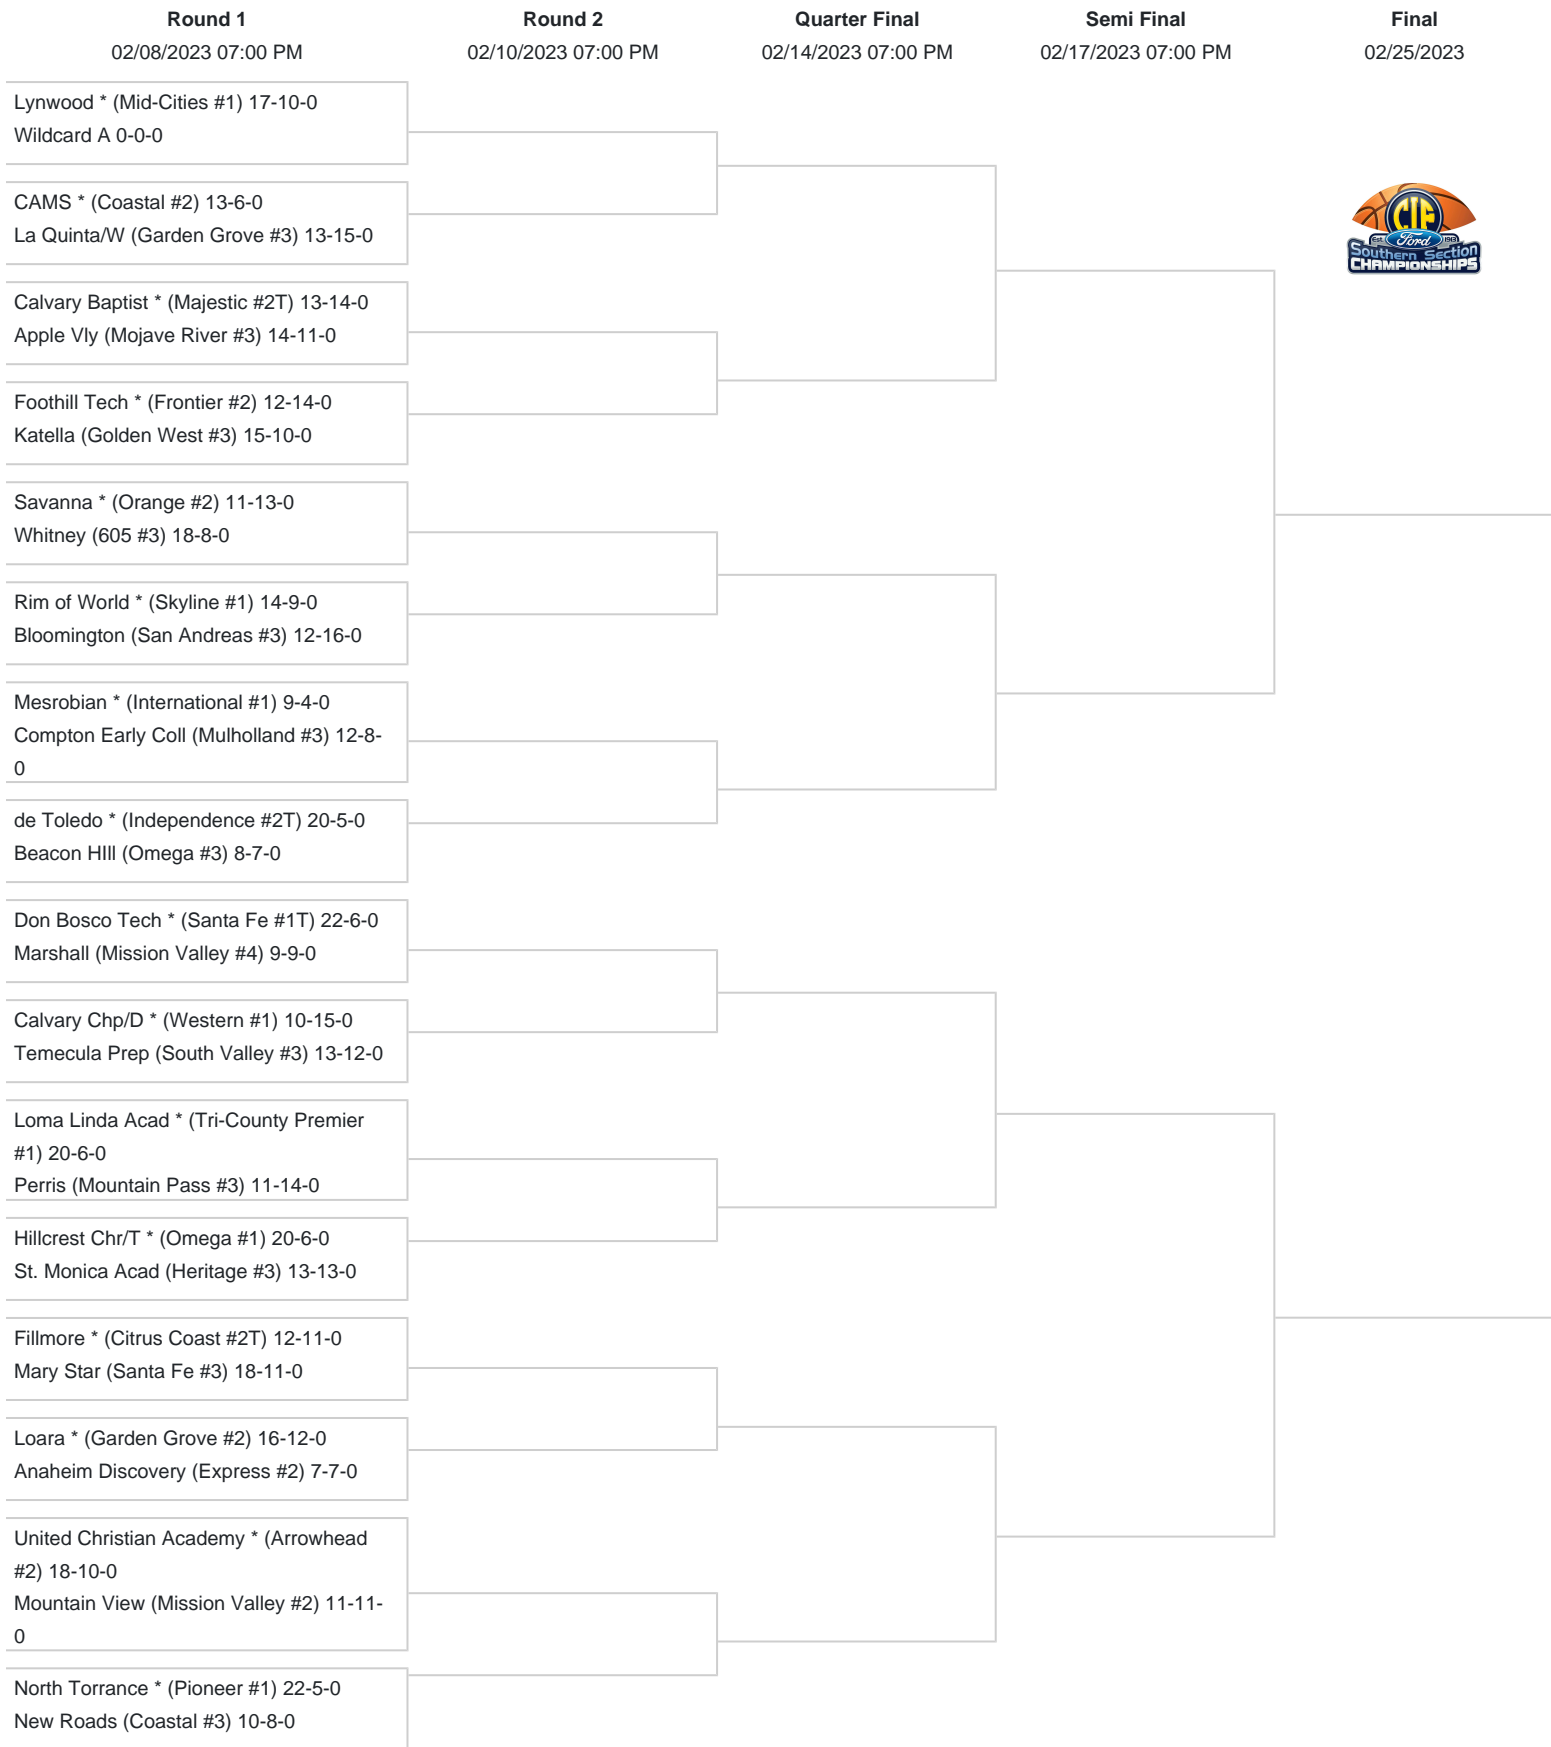 Round 1
Round 2
Quarter Final
Semi Final
Final
02/08/2023 07:00 PM
02/10/2023 07:00 PM
02/14/2023 07:00 PM
02/17/2023 07:00 PM
02/25/2023
Lynwood * (Mid-Cities #1) 17-10-0
Wildcard A 0-0-0
CAMS * (Coastal #2) 13-6-0
La Quinta/W (Garden Grove #3) 13-15-0
CIF
Est.
Ford
1913
Southern Section
CHAMPIONSHIPS
Calvary Baptist * (Majestic #2T) 13-14-0
Apple Vly (Mojave River #3) 14-11-0
Foothill Tech * (Frontier #2) 12-14-0
Katella (Golden West #3) 15-10-0
Savanna * (Orange #2) 11-13-0
Whitney (605 #3) 18-8-0
Rim of World * (Skyline #1) 14-9-0
Bloomington (San Andreas #3) 12-16-0
Mesrobian * (International #1) 9-4-0
Compton Early Coll (Mulholland #3) 12-8-
0
de Toledo * (Independence #2T) 20-5-0
Beacon HIll (Omega #3) 8-7-0
Don Bosco Tech * (Santa Fe #1T) 22-6-0
Marshall (Mission Valley #4) 9-9-0
Calvary Chp/D * (Western #1) 10-15-0
Temecula Prep (South Valley #3) 13-12-0
Loma Linda Acad * (Tri-County Premier
#1) 20-6-0
Perris (Mountain Pass #3) 11-14-0
Hillcrest Chr/T * (Omega #1) 20-6-0
St. Monica Acad (Heritage #3) 13-13-0
Fillmore * (Citrus Coast #2T) 12-11-0
Mary Star (Santa Fe #3) 18-11-0
Loara * (Garden Grove #2) 16-12-0
Anaheim Discovery (Express #2) 7-7-0
United Christian Academy * (Arrowhead
#2) 18-10-0
Mountain View (Mission Valley #2) 11-11-
0
North Torrance * (Pioneer #1) 22-5-0
New Roads (Coastal #3) 10-8-0